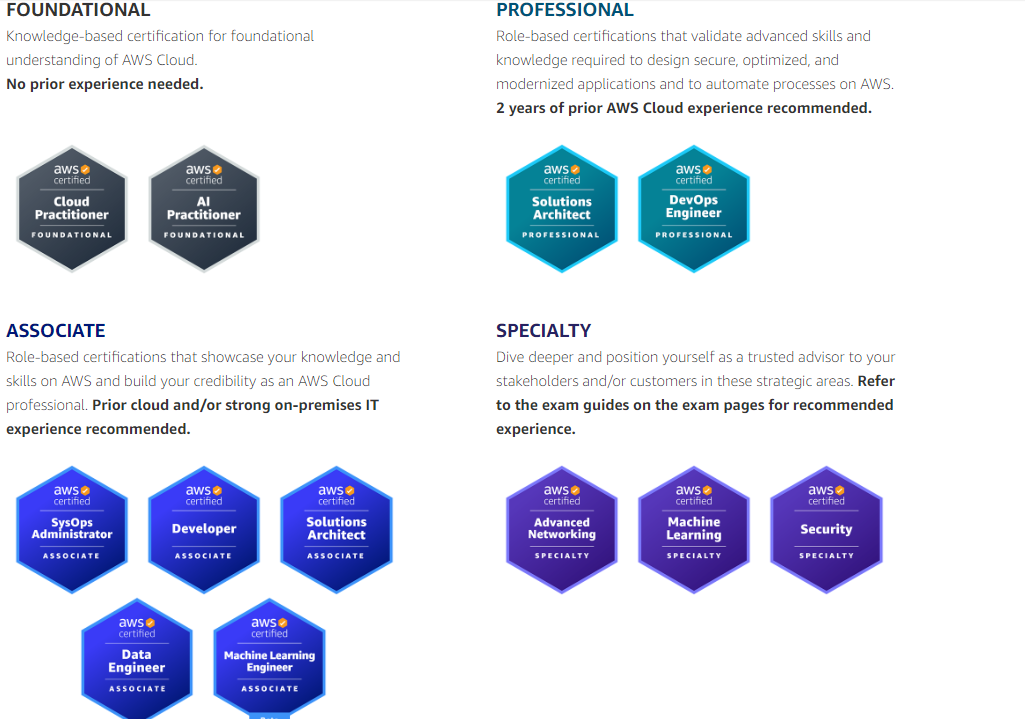 FOUNDATIONAL
Knowledge-based certification for foundational
understanding of AWS Cloud.
No prior experience needed.
aws
certified
Cloud
Practitioner
FOUNDATIONAL
aws
certified
AI
Practitioner
FOUNDATIONAL
PROFESSIONAL
Role-based certifications that validate advanced skills and
knowledge required to design secure, optimized, and
modernized applications and to automate processes on AWS.
2 years of prior AWS Cloud experience recommended.
aws
certified
Solutions
Architect
PROFESSIONAL
aws
certified
DevOps
Engineer
PROFESSIONAL
ASSOCIATE
Role-based certifications that showcase your knowledge and
skills on AWS and build your credibility as an AWS Cloud
professional. Prior cloud and/or strong on-premises IT
experience recommended.
aws
certified
SysOps
Administrator
ASSOCIATE
aws
certified
Developer
ASSOCIATE
aws
certified
Solutions
Architect
ASSOCIATE
aws
certified
Data
Engineer
ASSOCIATE
aws
certified
Machine Learning
Engineer
ASSOCIATE
SPECIALTY
Dive deeper and position yourself as a trusted advisor to your
stakeholders and/or customers in these strategic areas. Refer
to the exam guides on the exam pages for recommended
experience.
aws
certified
Advanced
Networking
SPECIALTY
aws
certified
Machine
Learning
SPECIALTY
aws
certified
Security
SPECIALTY